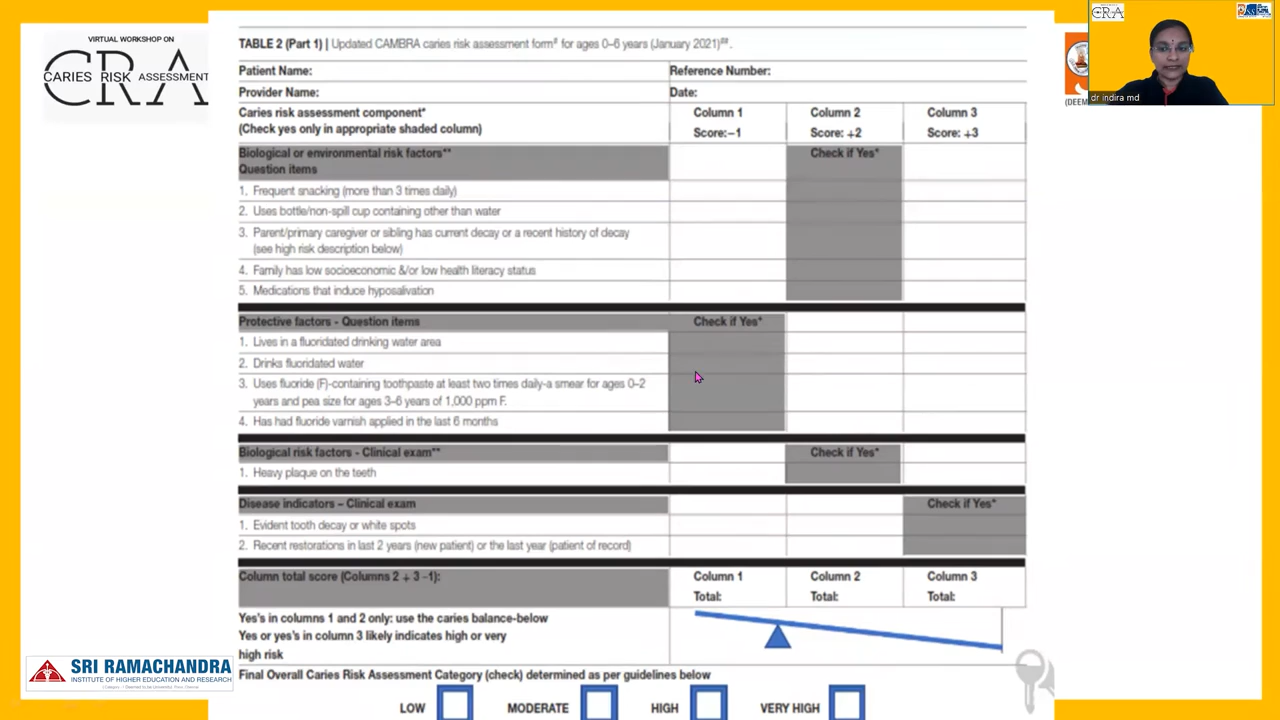 VIRTUAL WORKSHOP ON
CRA
CARIES RISK ASSESSMENT
TABLE 2 (Part 1) | Updated CAMBRA caries risk assessment form# for ages 0–6 years (January 2021)##.
Patient Name: Reference Number:
Provider Name: Date:
Caries risk assessment component* Column 1 Column 2 Column 3
(Check yes only in appropriate shaded column) Score:−1 Score: +2 Score: +3
Biological or environmental risk factors** Check if Yes*
Question items
1. Frequent snacking (more than 3 times daily)
2. Uses bottle/non-spill cup containing other than water
3. Parent/primary caregiver or sibling has current decay or a recent history of decay
(see high risk description below)
4. Family has low socioeconomic &/or low health literacy status
5. Medications that induce hyposalivation
Protective factors - Question items Check if Yes*
1. Lives in a fluoridated drinking water area
2. Drinks fluoridated water
3. Uses fluoride (F)-containing toothpaste at least two times daily-a smear for ages 0–2
years and pea size for ages 3–6 years of 1,000 ppm F.
4. Has had fluoride varnish applied in the last 6 months
Biological risk factors - Clinical exam** Check if Yes*
1. Heavy plaque on the teeth
Disease indicators – Clinical exam Check if Yes*
1. Evident tooth decay or white spots
2. Recent restorations in last 2 years (new patient) or the last year (patient of record)
Column total score (Columns 2 + 3 –1): Column 1 Column 2 Column 3
Total: Total: Total:
Yes's in columns 1 and 2 only: use the caries balance-below
Yes or yes's in column 3 likely indicates high or very
high risk
Final Overall Caries Risk Assessment Category (check) determined as per guidelines below
LOW MODERATE HIGH VERY HIGH
SRI RAMACHANDRA
INSTITUTE OF HIGHER EDUCATION AND RESEARCH
(DEEM
CRA
dr indira md